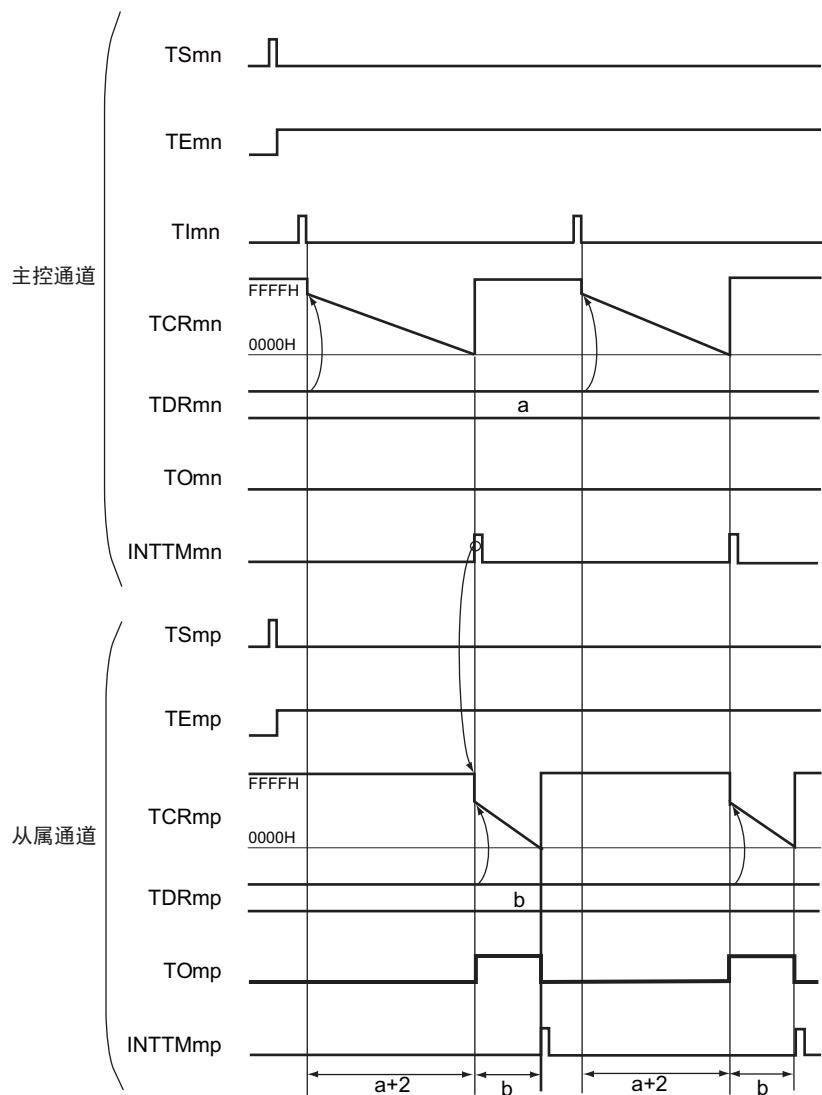 TSmn
TEmn
TImn
主控通道
FFFFH
TCRmn
0000H
TDRmn
a
TOmn
INTTMmn
TSmp
TEmp
FFFFH
TCRmp
从属通道
0000H
TDRmp
b
TOmp
INTTMmp
a+2
b
a+2
b